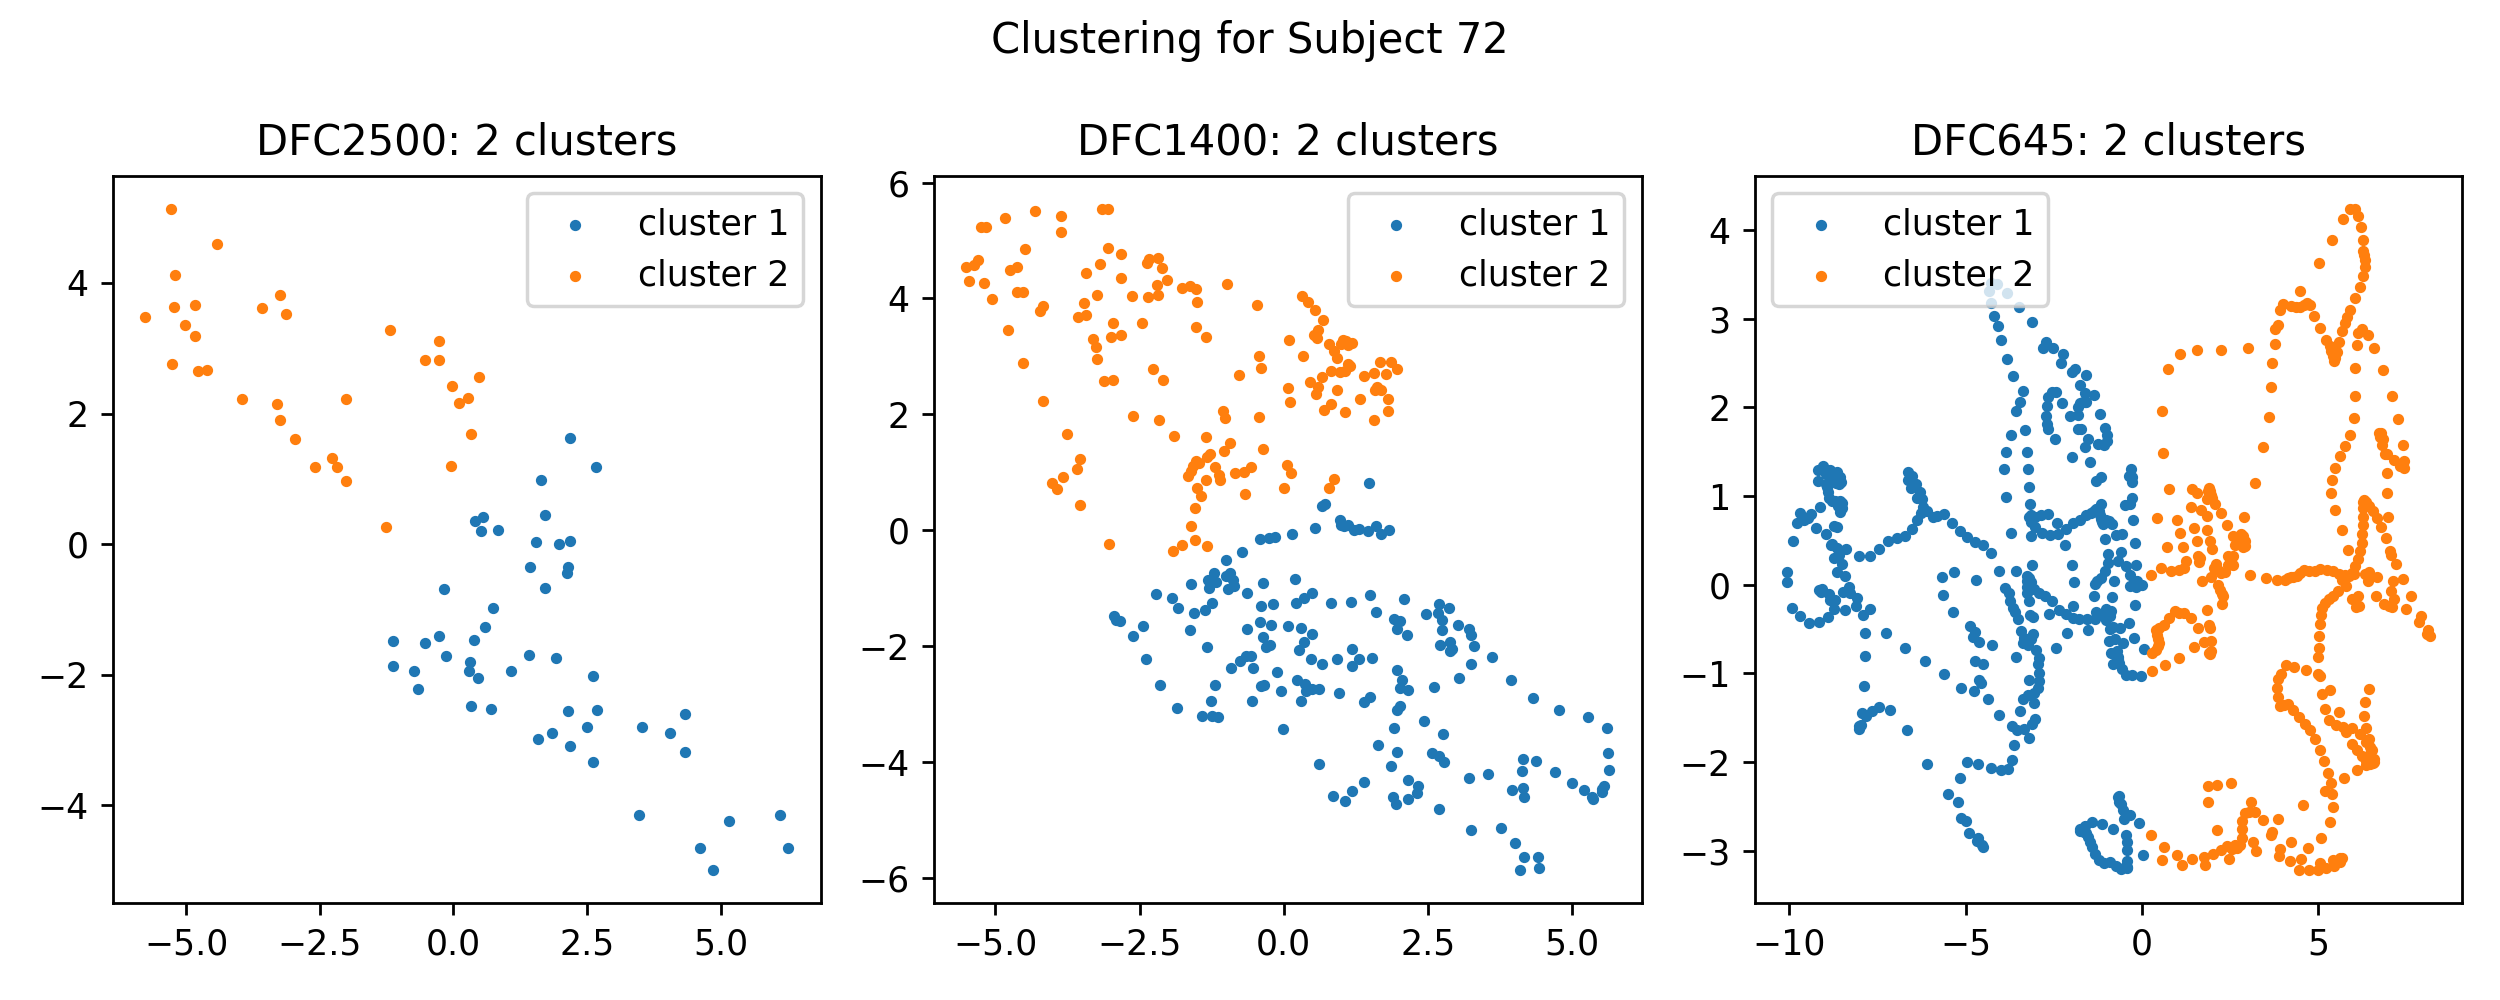 Clustering for Subject 72
DFC2500: 2 clusters
cluster 1
cluster 2
4
2
0
−2
−4
−5.0 −2.5 0.0 2.5 5.0
DFC1400: 2 clusters
cluster 1
cluster 2
6
4
2
0
−2
−4
−6
−5.0 −2.5 0.0 2.5 5.0
DFC645: 2 clusters
cluster 1
cluster 2
4
3
2
1
0
−1
−2
−3
−10 −5 0 5